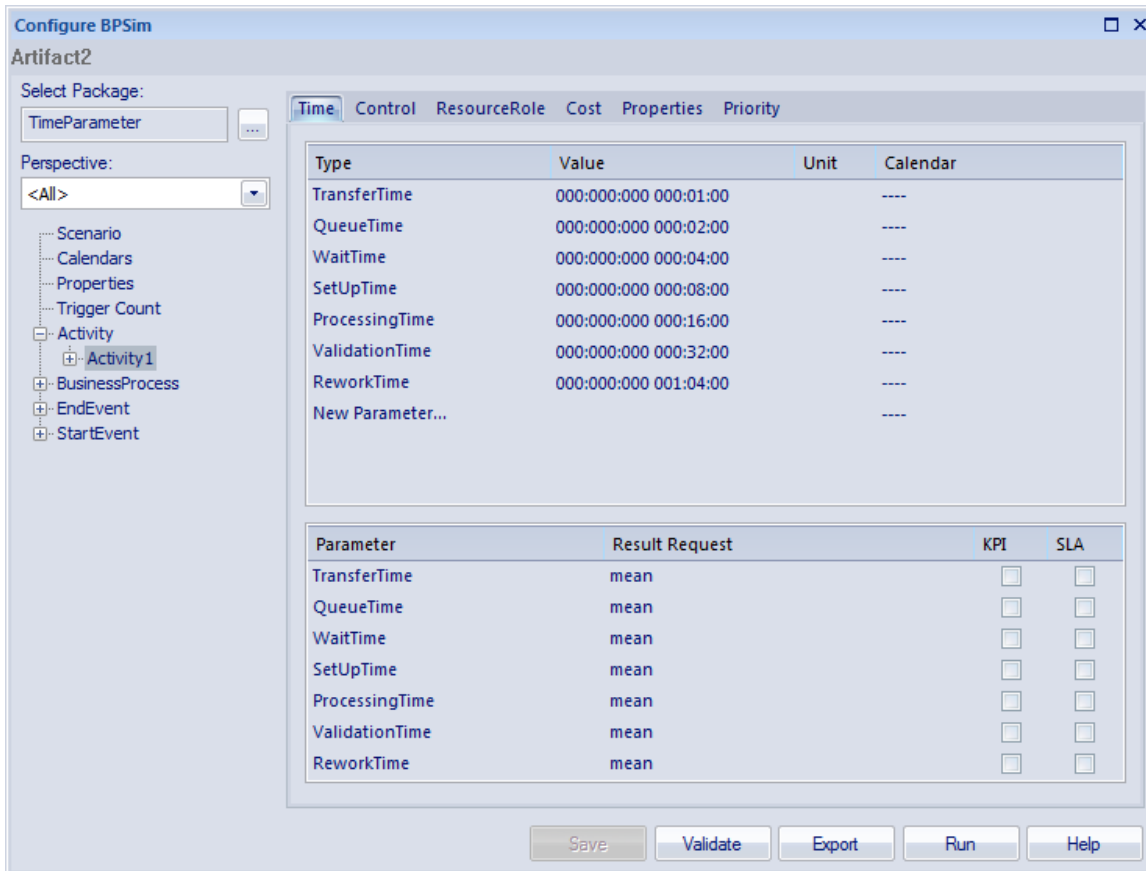 Configure BPSim
Artifact2
Select Package:
TimeParameter
...
Perspective:
<All>
Scenario
Calendars
Properties
Trigger Count
Activity
Activity1
BusinessProcess
EndEvent
StartEvent
Time Control ResourceRole Cost Properties Priority
Type Value Unit Calendar
TransferTime 000:000:000 000:01:00 ----
QueueTime 000:000:000 000:02:00 ----
WaitTime 000:000:000 000:04:00 ----
SetUpTime 000:000:000 000:08:00 ----
ProcessingTime 000:000:000 000:16:00 ----
ValidationTime 000:000:000 000:32:00 ----
ReworkTime 000:000:000 001:04:00 ----
New Parameter... ----
Parameter Result Request KPI SLA
TransferTime mean
QueueTime mean
WaitTime mean
SetUpTime mean
ProcessingTime mean
ValidationTime mean
ReworkTime mean
Save Validate Export Run Help